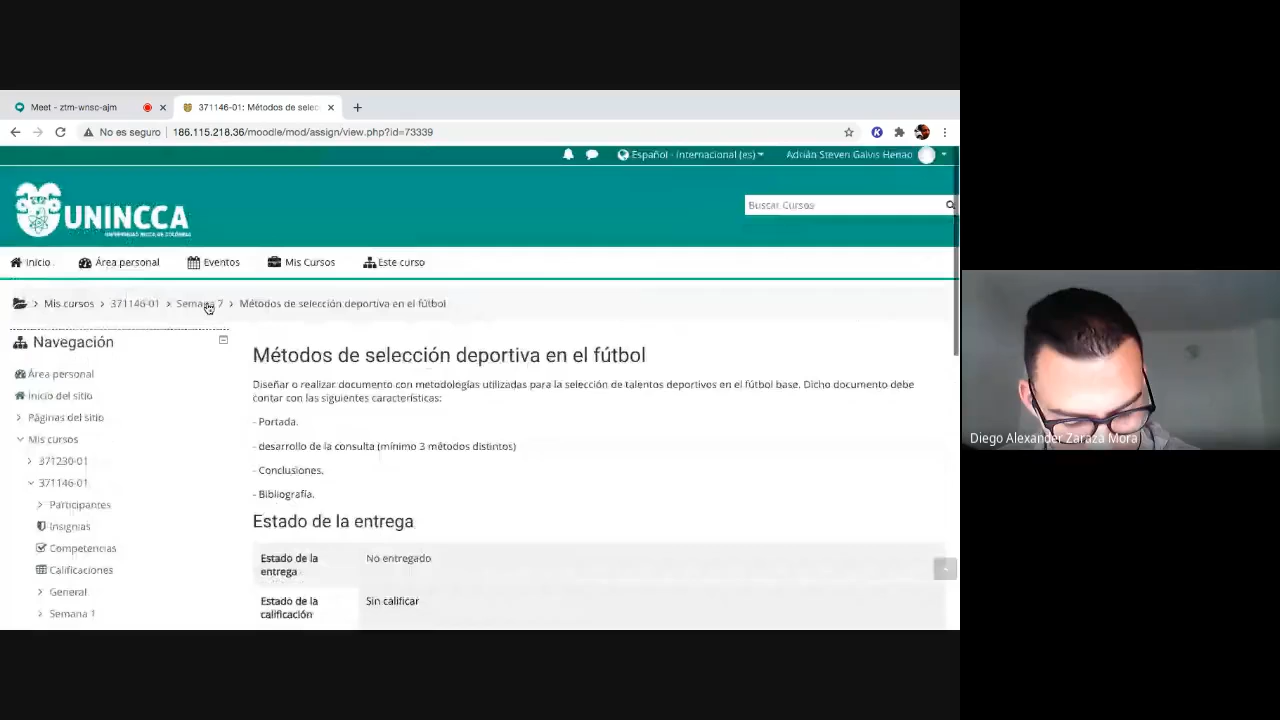 Meet - ztm-wnsc-ajm
371146-01: Métodos de selec
No es seguro
186.115.218.36/moodle/mod/assign/view.php?id=73339
Español - Internacional (es)
Adrián Steven Galvis Henao
UNINCCA
Buscar Cursos
Inicio
Área personal
Eventos
Mis Cursos
Este curso
Mis cursos > 371146-01 > Semana 7 > Métodos de selección deportiva en el fútbol
Navegación
Área personal
Inicio del sitio
Páginas del sitio
Mis cursos
371230-01
371146-01
Participantes
Insignias
Competencias
Calificaciones
General
Semana 1
Métodos de selección deportiva en el fútbol
Diseñar o realizar documento con metodologías utilizadas para la selección de talentos deportivos en el fútbol base. Dicho documento debe
contar con las siguientes características:
- Portada.
- desarrollo de la consulta (mínimo 3 métodos distintos)
- Conclusiones.
- Bibliografía.
Estado de la entrega
Estado de la
entrega
No entregado
Estado de la
calificación
Sin calificar
Diego Alexander Zaraza Mora